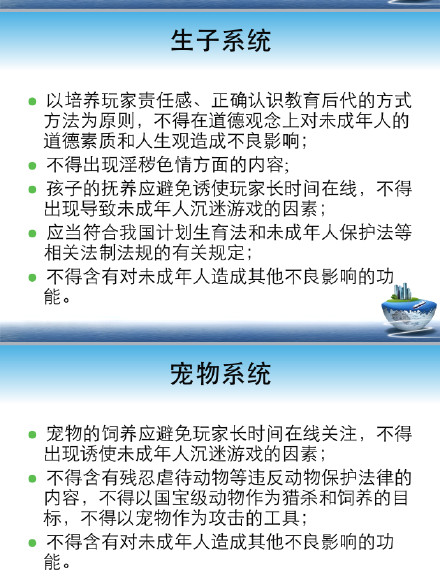 生子系统
以培养玩家责任感、正确认识教育后代的方式
方法为原则，不得在道德观念上对未成年人的
道德素质和人生观造成不良影响；
不得出现淫秽色情方面的内容;
孩子的抚养应避免诱使玩家长时间在线，不得
出现导致未成年人沉迷游戏的因素；
应当符合我国计划生育法和未成年人保护法等
相关法制法规的有关规定；
不得含有对未成年人造成其他不良影响的功
能。
宠物系统
宠物的饲养应避免玩家长时间在线关注，不得
出现诱使未成年人沉迷游戏的因素；
不得含有残忍虐待动物等违反动物保护法律的
内容，不得以国宝级动物作为猎杀和饲养的目
标，不得以宠物作为攻击的工具；
不得含有对未成年人造成其他不良影响的功
能。